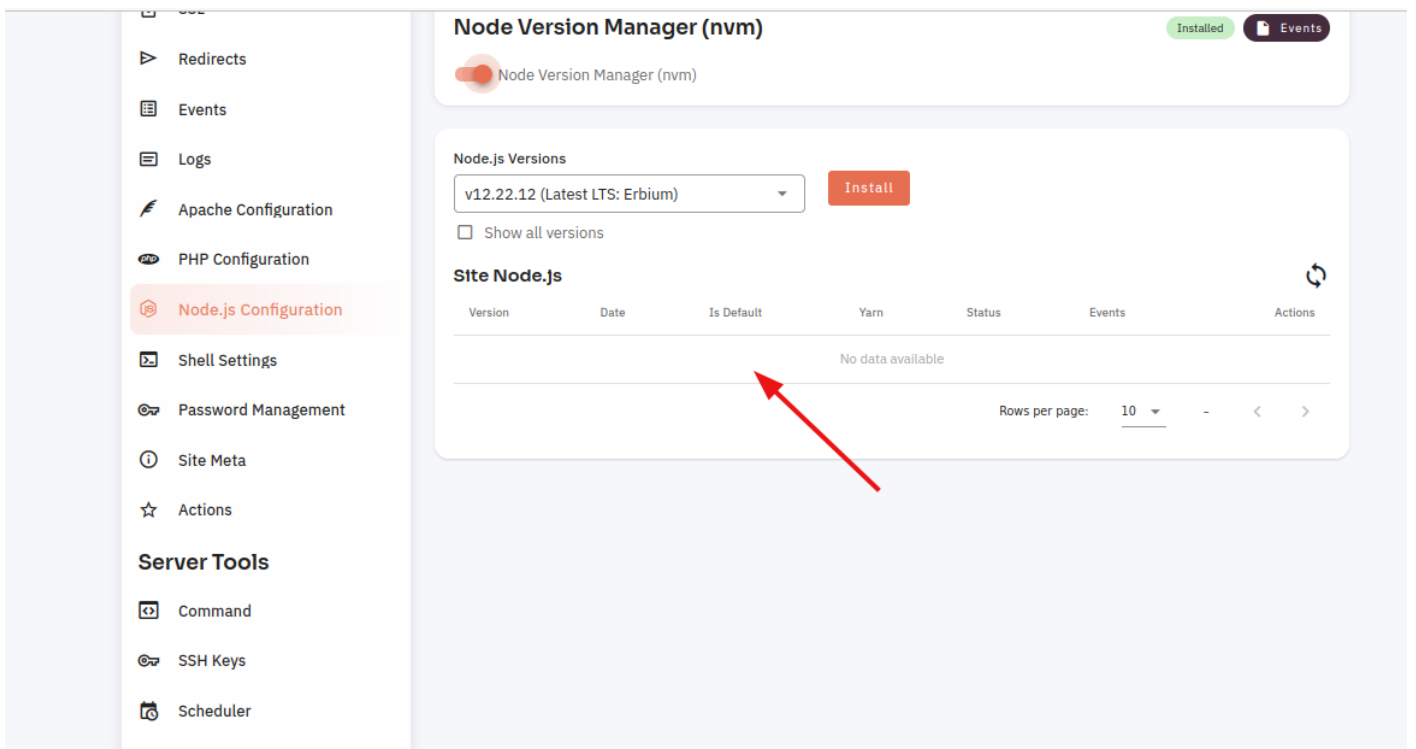 Redirects
Events
Logs
Apache Configuration
php
PHP Configuration
Node.js Configuration
Shell Settings
Password Management
Site Meta
Actions
Server Tools
Command
SSH Keys
Scheduler
Node Version Manager (nvm)
Installed
Events
Node Version Manager (nvm)
Node.js Versions
v12.22.12 (Latest LTS: Erbium)
Install
Show all versions
Site Node.js
Version Date Is Default Yarn Status Events Actions
No data available
Rows per page: 10 -